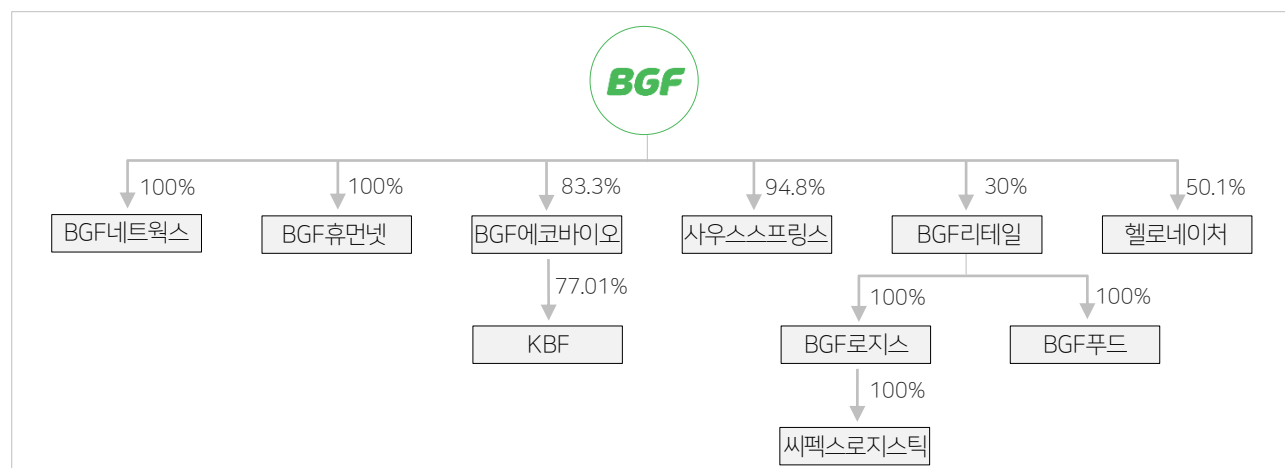 BGF
100%
100%
83.3%
94.8%
30%
50.1%
BGF네트웍스
BGF휴먼넷
BGF에코바이오
사우스스프링스
BGF리테일
헬로네이처
77.01%
100%
100%
KBF
BGF로지스
BGF푸드
100%
씨펙스로지스틱